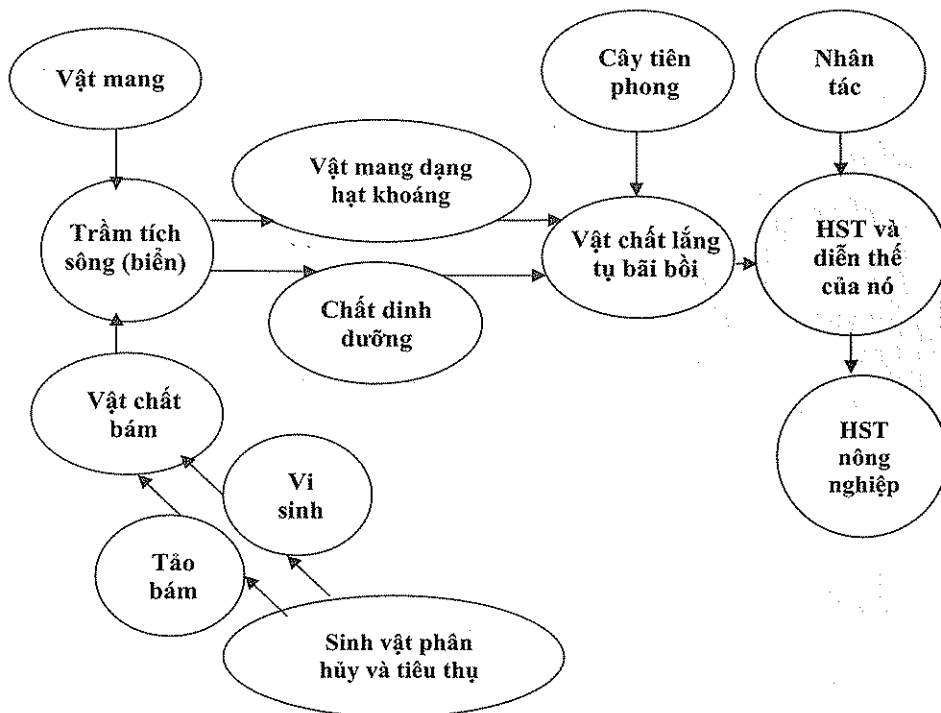 Vật mang
Cây tiên
phong
Nhân
tác
Vật mang dạng
hạt khoáng
Trầm tích
sông (biển)
Vật chất lắng
tụ bãi bồi
HST và
diễn thế
của nó
Chất dinh
dưỡng
Vật chất
bám
HST
nông
nghiệp
Vi
sinh
Tảo
bám
Sinh vật phân
hủy và tiêu thụ